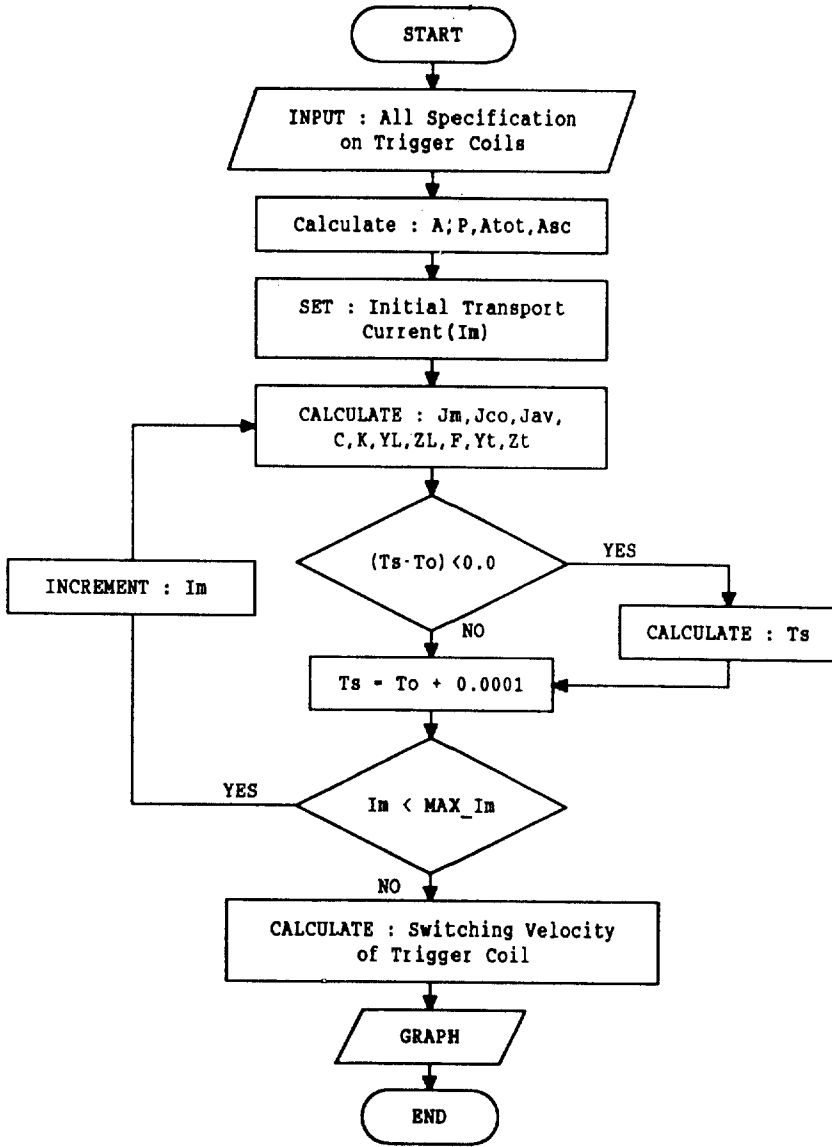 START
INPUT : All Specification
on Trigger Coils
Calculate : A,P,Atot,Asc
SET : Initial Transport
Current(Im)
CALCULATE : Jm,Jco,Jav,
C,K,YL,ZL,F,Yt,Zt
(Ts-To)<0.0
YES
INCREMENT : Im
CALCULATE : Ts
NO
Ts = To + 0.0001
YES
Im < MAX_Im
NO
CALCULATE : Switching Velocity
of Trigger Coil
GRAPH
END